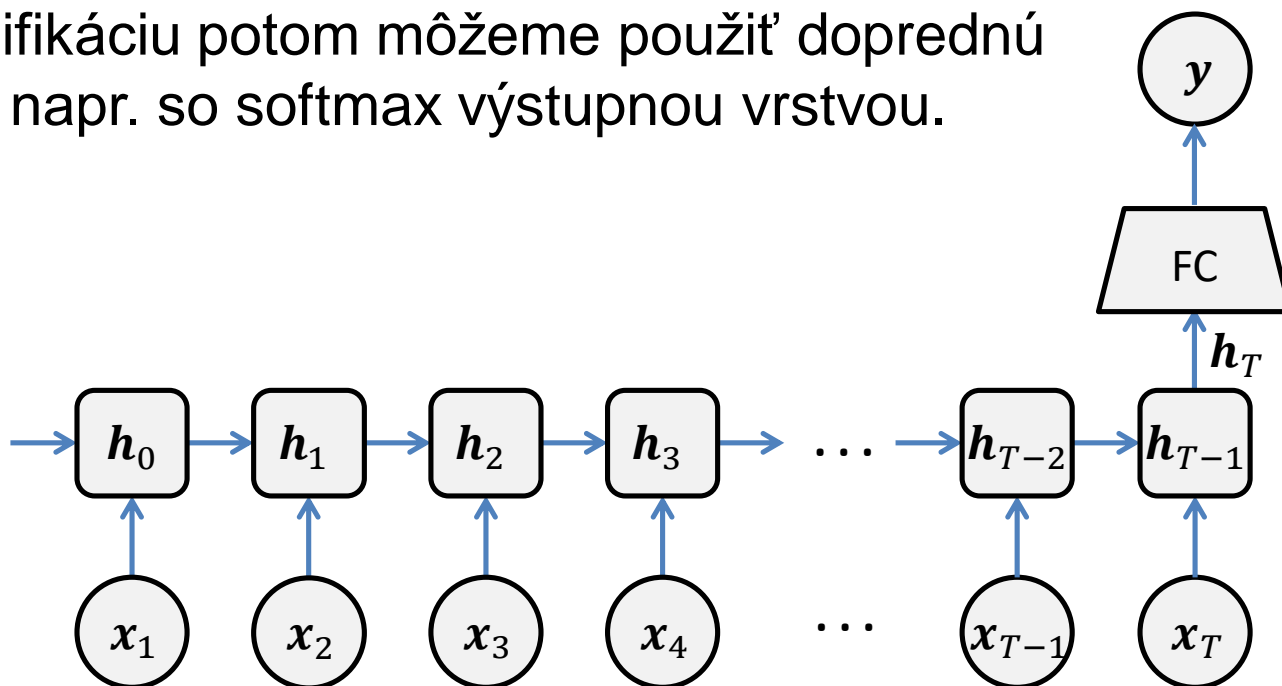 ifikáciu potom môžeme použiť doprednú
napr. so softmax výstupnou vrstvou.
y
FC
h_T
h_0 h_1 h_2 h_3 ... h_{T-2} h_{T-1}
x_1 x_2 x_3 x_4 ... x_{T-1} x_T